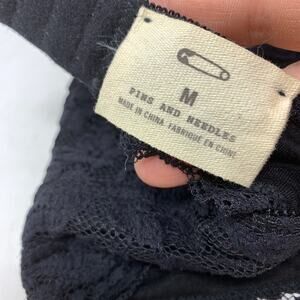 M
PINS AND NEEDLES
MADE IN CHINA FABRIQUÉ EN CHINE